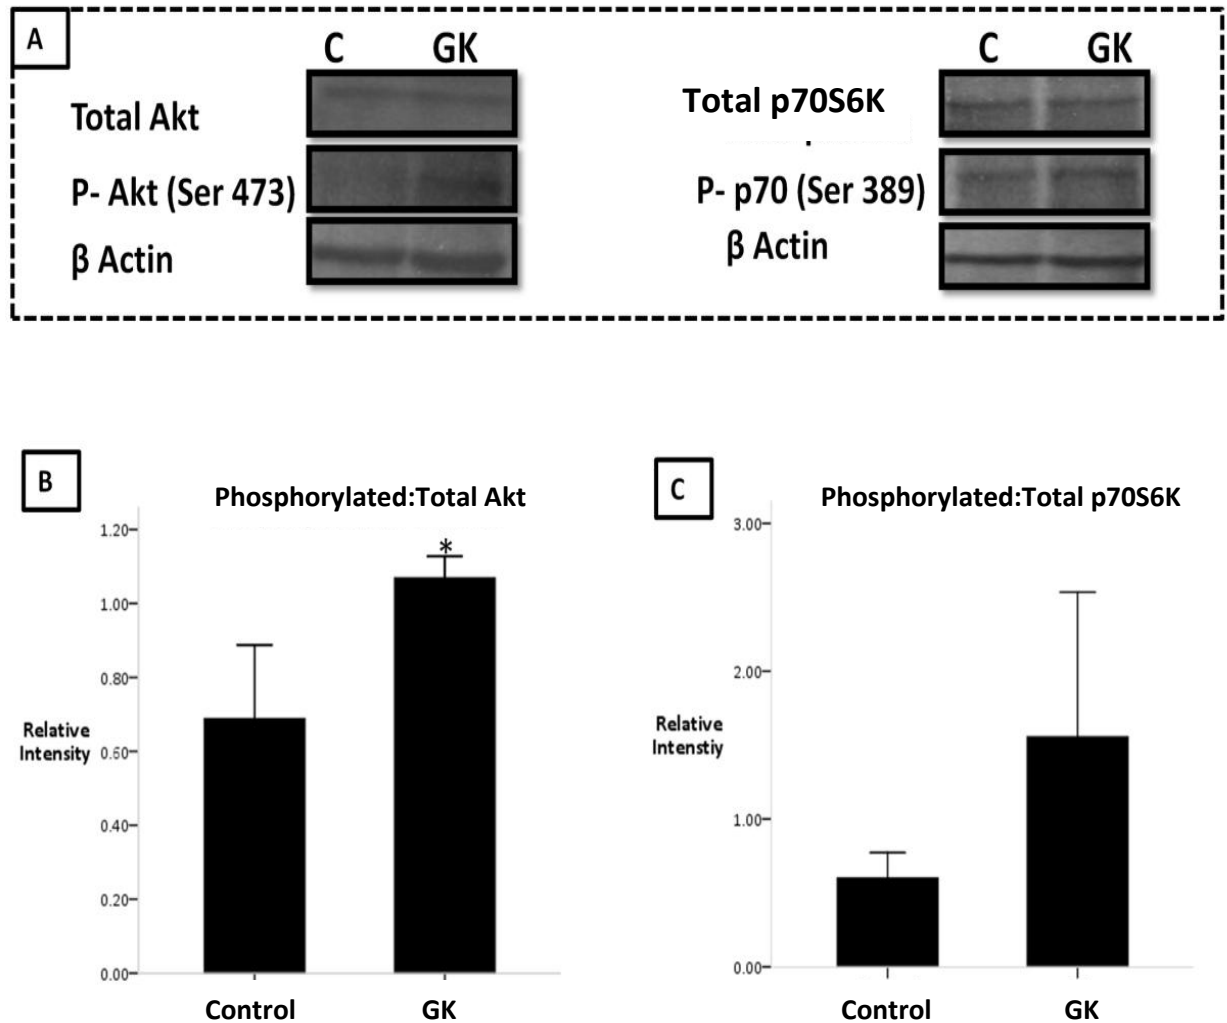 A
C GK
Total Akt
P- Akt (Ser 473)
β Actin
C GK
Total p70S6K
P- p70 (Ser 389)
β Actin
B
Phosphorylated:Total Akt
1.20
1.00
0.80
0.60
0.40
0.20
0.00
Relative
Intensity
*
Control GK
C
Phosphorylated:Total p70S6K
3.00
2.00
1.00
0.00
Relative
Intenstiy
Control GK